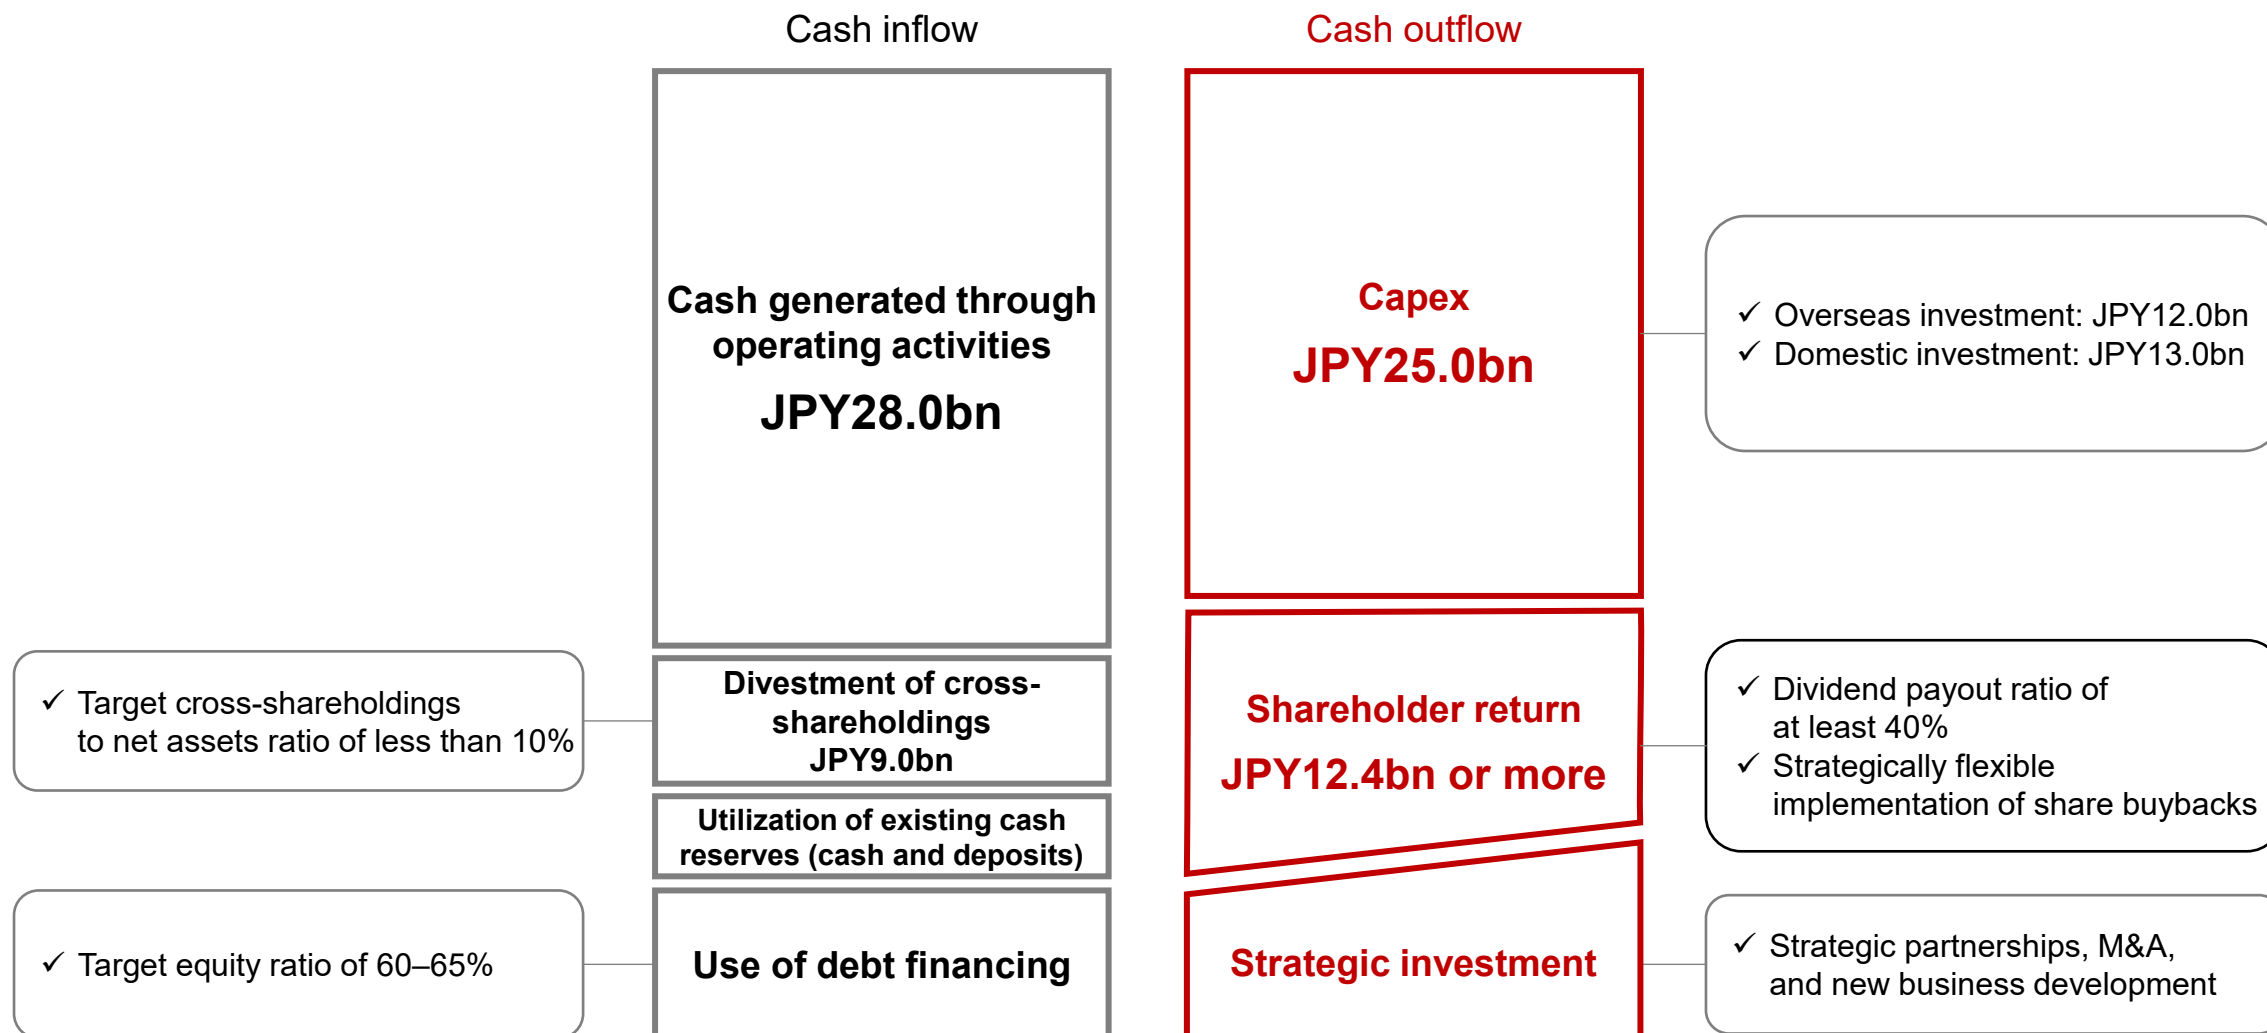 Cash inflow
Cash outflow
Cash generated through
operating activities
JPY28.0bn
Capex
JPY25.0bn
✓ Overseas investment: JPY12.0bn
✓ Domestic investment: JPY13.0bn
✓ Target cross-shareholdings
to net assets ratio of less than 10%
Divestment of cross-
shareholdings
JPY9.0bn
Shareholder return
JPY12.4bn or more
✓ Dividend payout ratio of
at least 40%
✓ Strategically flexible
implementation of share buybacks
Utilization of existing cash
reserves (cash and deposits)
✓ Target equity ratio of 60–65%
Use of debt financing
Strategic investment
✓ Strategic partnerships, M&A,
and new business development